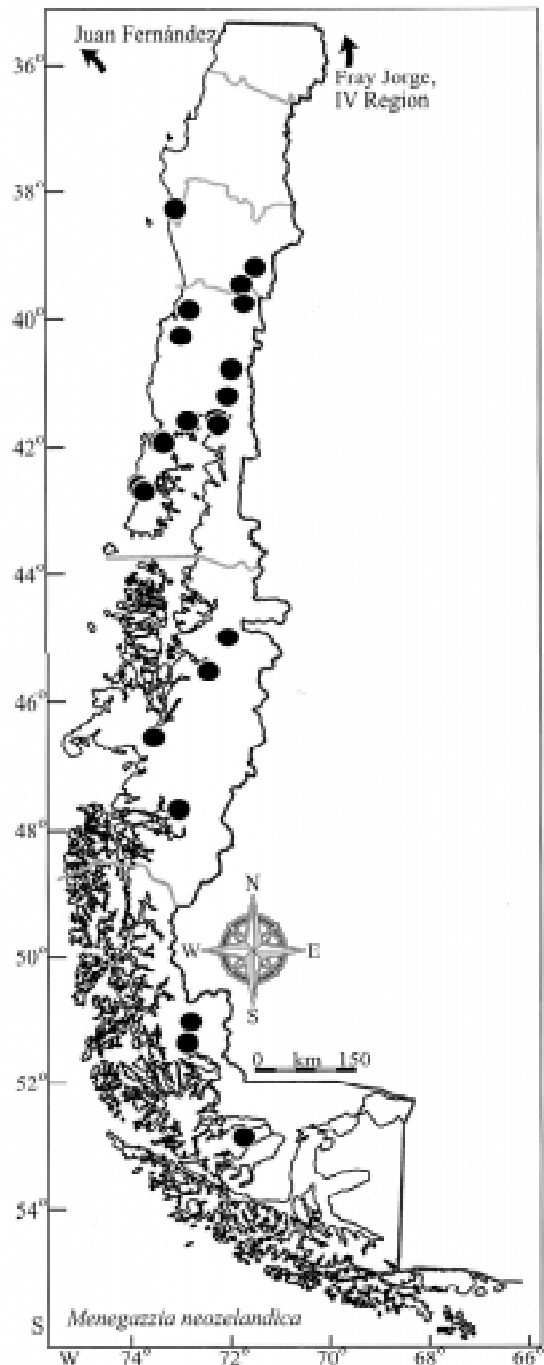 Juan Fernández
Fray Jorge,
IV Region
36°
38°
40°
42°
44°
46°
48°
N
W E
S
50°
0 km 150
52°
54°
S
Menegazzia neozelandica
W 74° 72° 70° 68° 66°